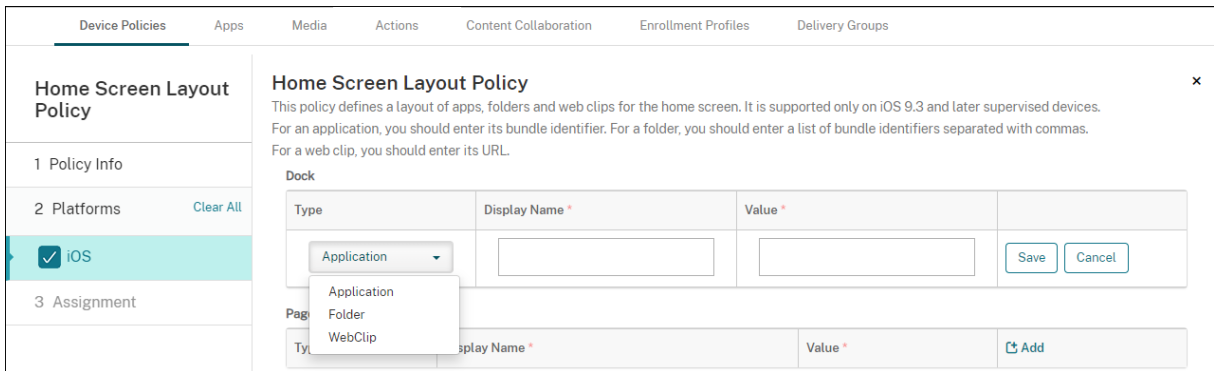 Device Policies Apps Media Actions Content Collaboration Enrollment Profiles Delivery Groups
Home Screen Layout Policy
1 Policy Info
2 Platforms Clear All
iOS
3 Assignment
Home Screen Layout Policy ×
This policy defines a layout of apps, folders and web clips for the home screen. It is supported only on iOS 9.3 and later supervised devices.
For an application, you should enter its bundle identifier. For a folder, you should enter a list of bundle identifiers separated with commas.
For a web clip, you should enter its URL.
Dock
Type Display Name * Value *
Application Save Cancel
Application
Folder
WebClip
Value * Add